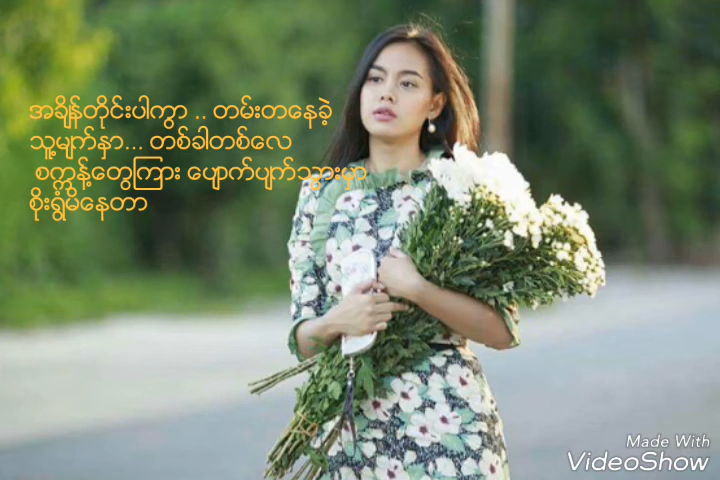 အချိန်တိုင်းပါကွာ .. တမ်းတနေခဲ့
သူ့မျက်နှာ... တစ်ခါတစ်လေ
စက္ကန့်တွေကြား ပျောက်ပျက်သွားမှာ
စိုးရွံ့မိနေတာ
Made With
VideoShow